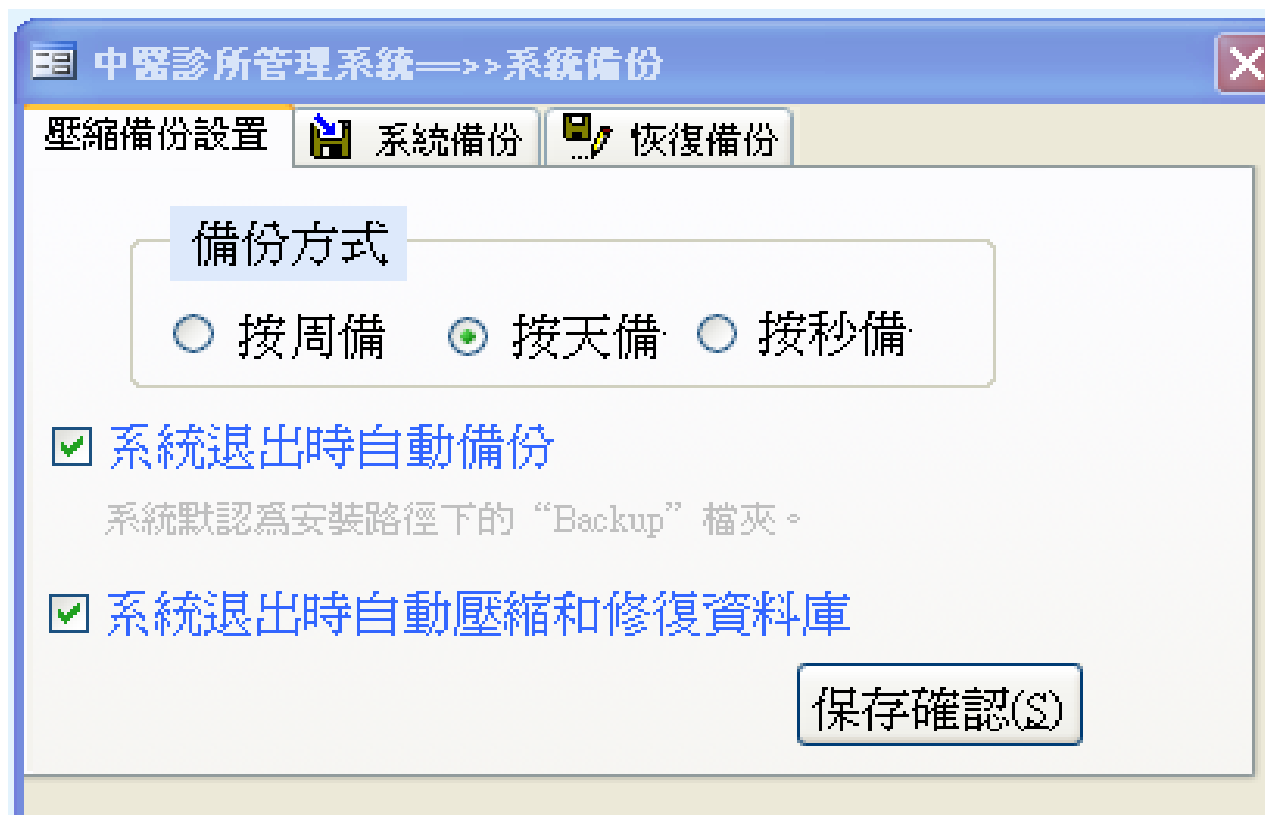 中醫診所管理系統==>>系統備份
壓縮備份設置 系統備份 恢復備份
備份方式
按周備 按天備 按秒備
系統退出時自動備份
系統默認爲安裝路徑下的“Backup”檔夾。
系統退出時自動壓縮和修復資料庫
保存確認(S)